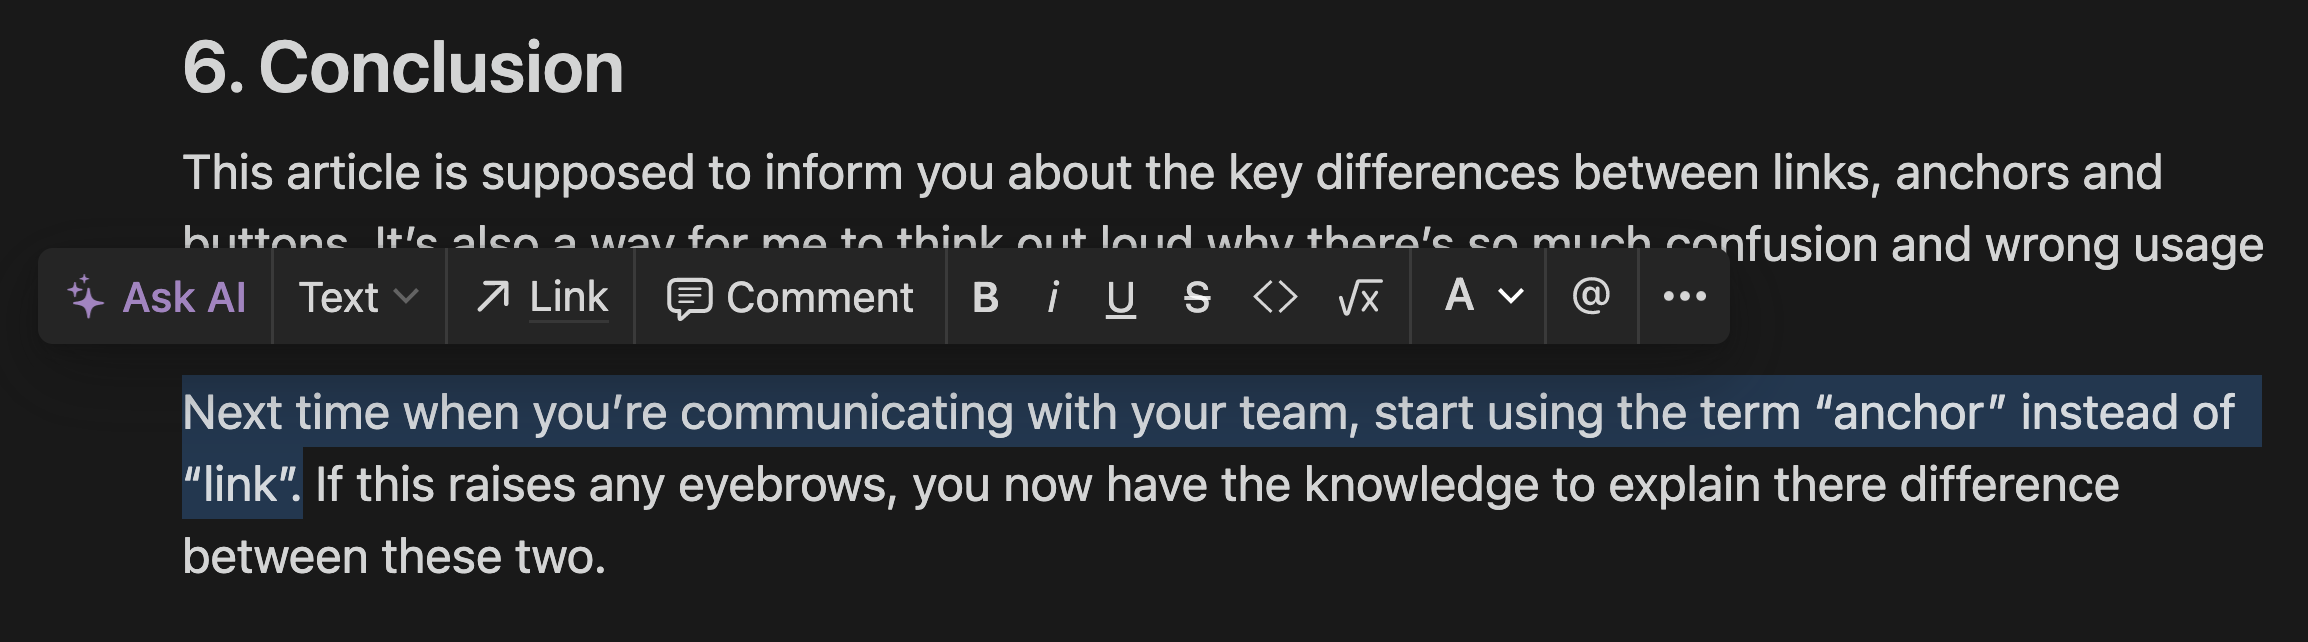 6. Conclusion
This article is supposed to inform you about the key differences between links, anchors and
buttons. It’s also a way for me to think out loud why there’s so much confusion and wrong usage
Ask AI Text Link Comment B i U S <> √x A @ •••
Next time when you’re communicating with your team, start using the term “anchor” instead of
“link”. If this raises any eyebrows, you now have the knowledge to explain there difference
between these two.